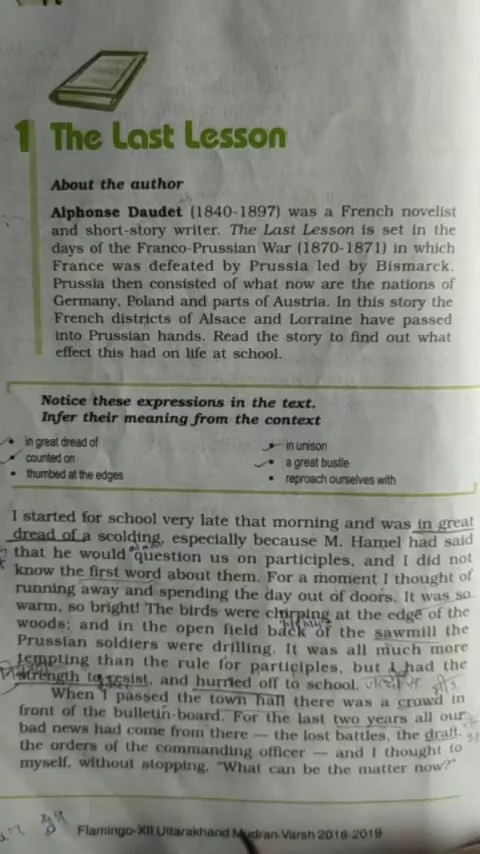 1 The Last Lesson
About the author
Alphonse Daudet (1840-1897) was a French novelist
and short-story writer. The Last Lesson is set in the
days of the Franco-Prussian War (1870-1871) in which
France was defeated by Prussia led by Bismarck.
Prussia then consisted of what now are the nations of
Germany, Poland and parts of Austria. In this story the
French districts of Alsace and Lorraine have passed
into Prussian hands. Read the story to find out what
effect this had on life at school.
Notice these expressions in the text.
Infer their meaning from the context
• in great dread of
• counted on
• thumbed at the edges
• in unison
• a great bustle
• reproach ourselves with
I started for school very late that morning and was in great
dread of a scolding, especially because M. Hamel had said
that he would question us on participles, and I did not
know the first word about them. For a moment I thought of
running away and spending the day out of doors. It was so
warm, so bright! The birds were chirping at the edge of the
woods; and in the open field back of the sawmill the
Prussian soldiers were drilling. It was all much more
tempting than the rule for participles, but I had the
strength to resist, and hurried off to school.
When I passed the town hall there was a crowd in
front of the bulletin-board. For the last two years all our
bad news had come from there — the lost battles, the draft,
the orders of the commanding officer — and I thought to
myself, without stopping, "What can be the matter now?"
Flamingo-XII Uttarakhand Mudran Varsh 2018-2019